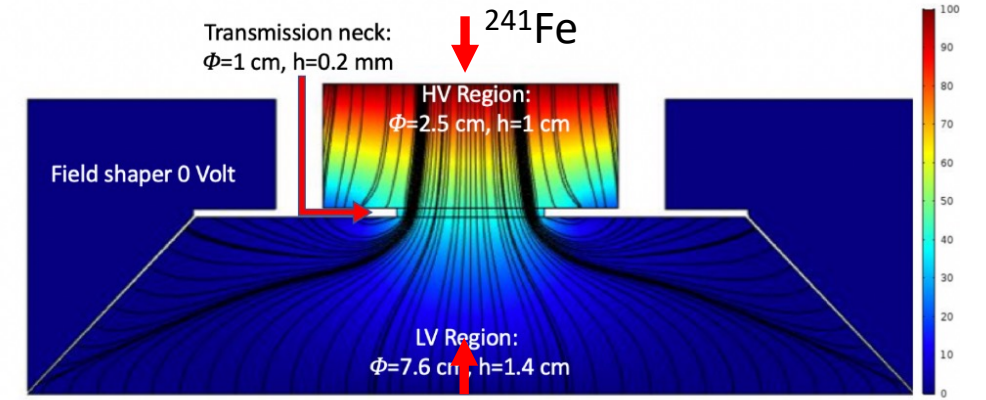 Transmission neck:
Φ=1 cm, h=0.2 mm
²⁴¹Fe
HV Region:
Φ=2.5 cm, h=1 cm
Field shaper 0 Volt
LV Region:
Φ=7.6 cm, h=1.4 cm
100
90
80
70
60
50
40
30
20
10
0